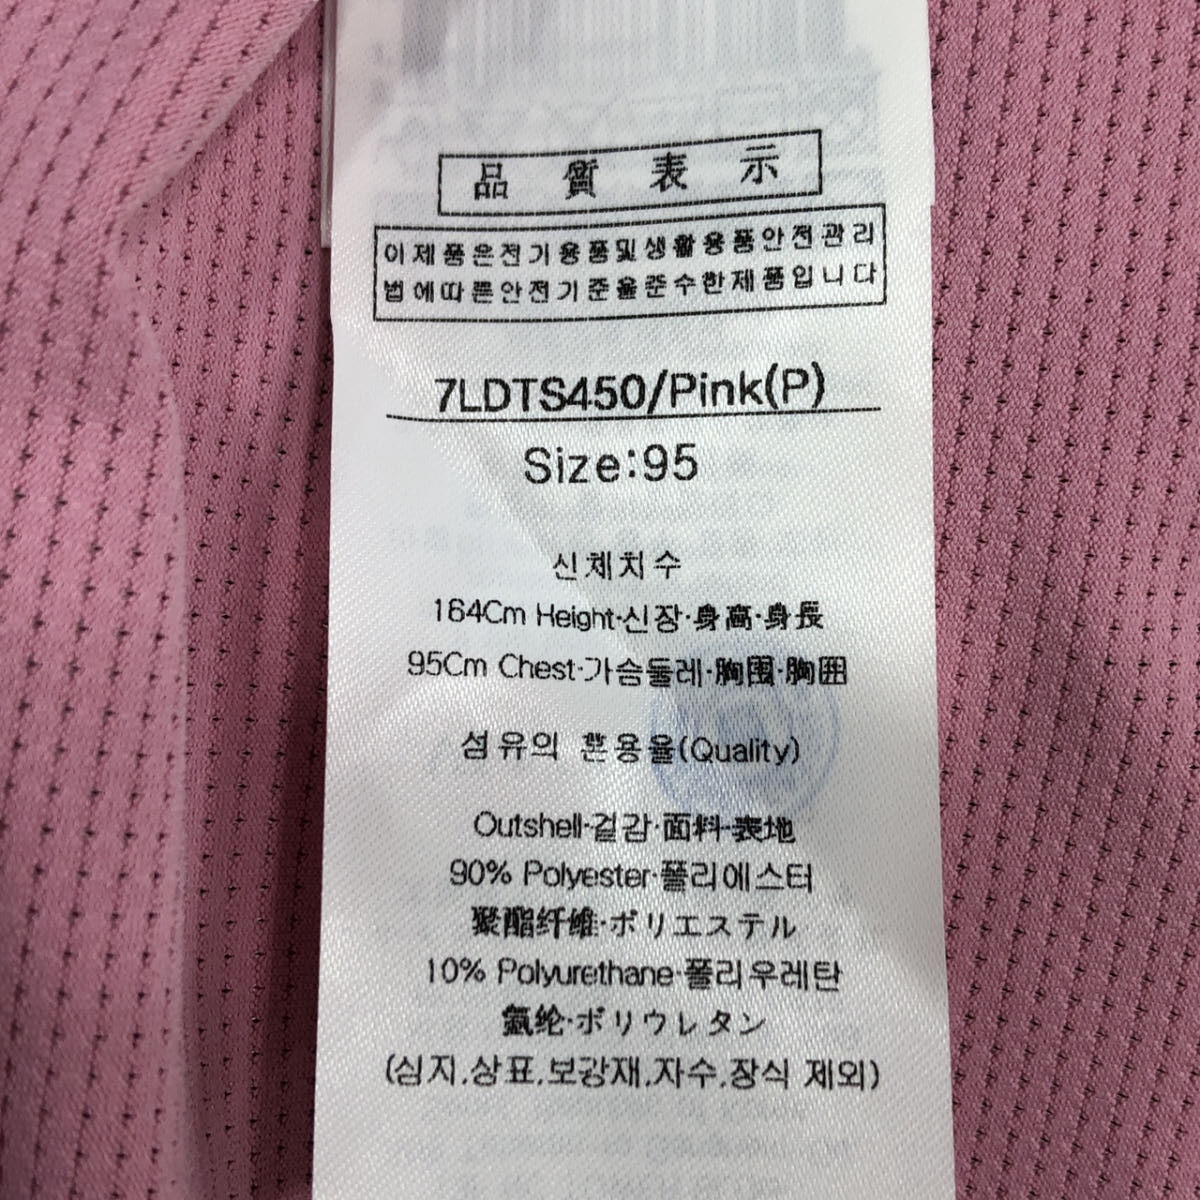 品質表示
이제품은전기용품및생활용품안전관리
법에따른안전기준을준수한제품입니다
7LDTS450/Pink(P)
Size:95
신체치수
164Cm Height·신장·身高·身長
95Cm Chest·가슴둘레·胸围·胸囲
섬유의 혼용율(Quality)
Outshell·겉감·面料·表地
90% Polyester·폴리에스터
聚酯纤维·ポリエステル
10% Polyurethane·폴리우레탄
氨纶·ポリウレタン
(심지,상표,보강재,자수,장식 제외)